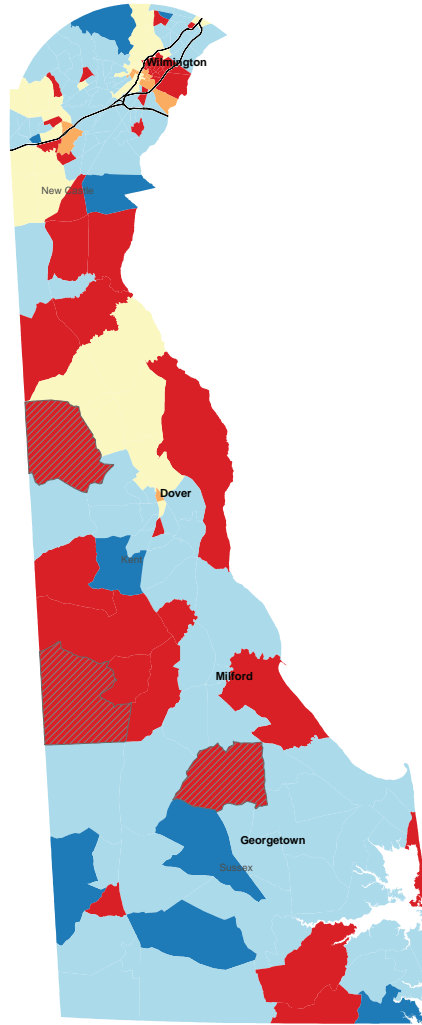 Wilmington
New Castle
Dover
Kent
Milford
Georgetown
Sussex